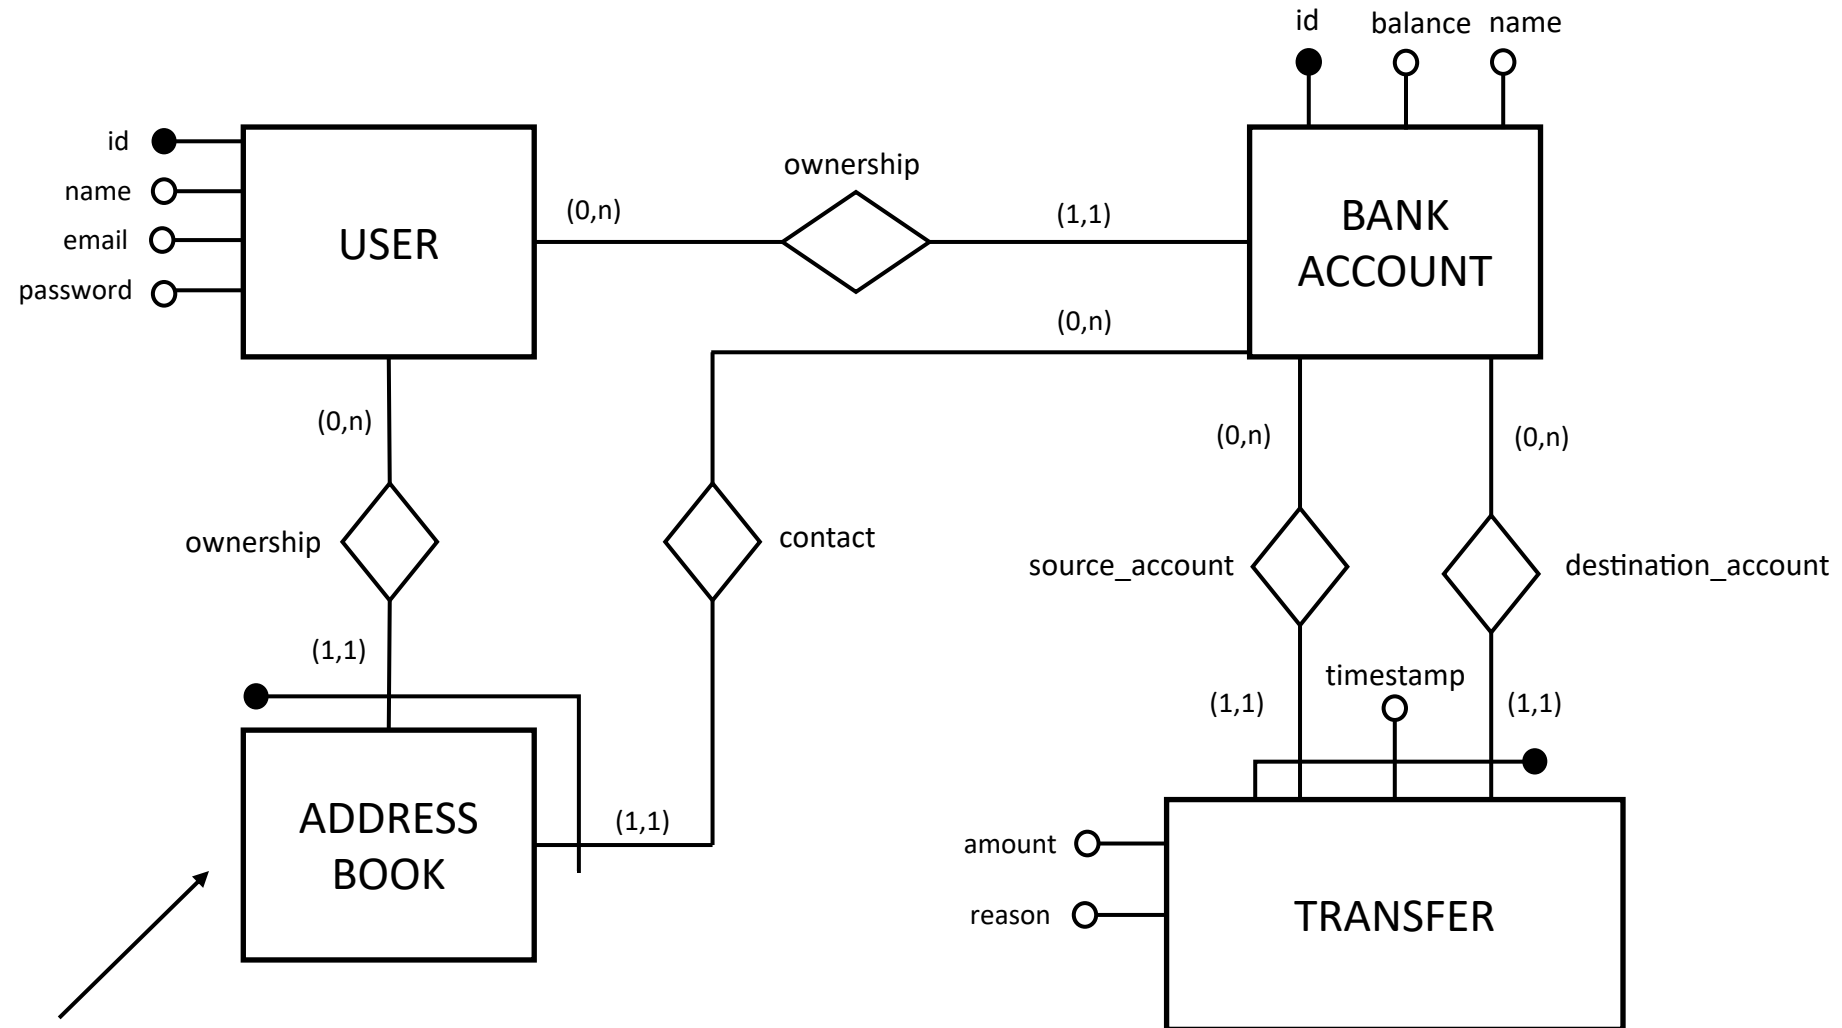 id
balance
name
id
name
email
password
USER
(0,n)
ownership
(1,1)
BANK
ACCOUNT
(0,n)
(0,n)
(0,n)
(0,n)
ownership
contact
source_account
destination_account
(1,1)
timestamp
(1,1)
(1,1)
ADDRESS
BOOK
(1,1)
amount
reason
TRANSFER